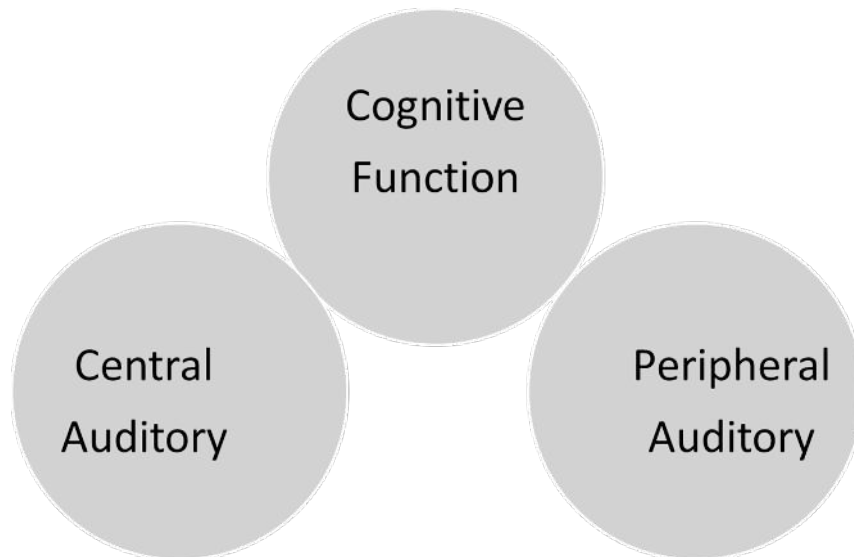 Cognitive
Function
Central
Auditory
Peripheral
Auditory